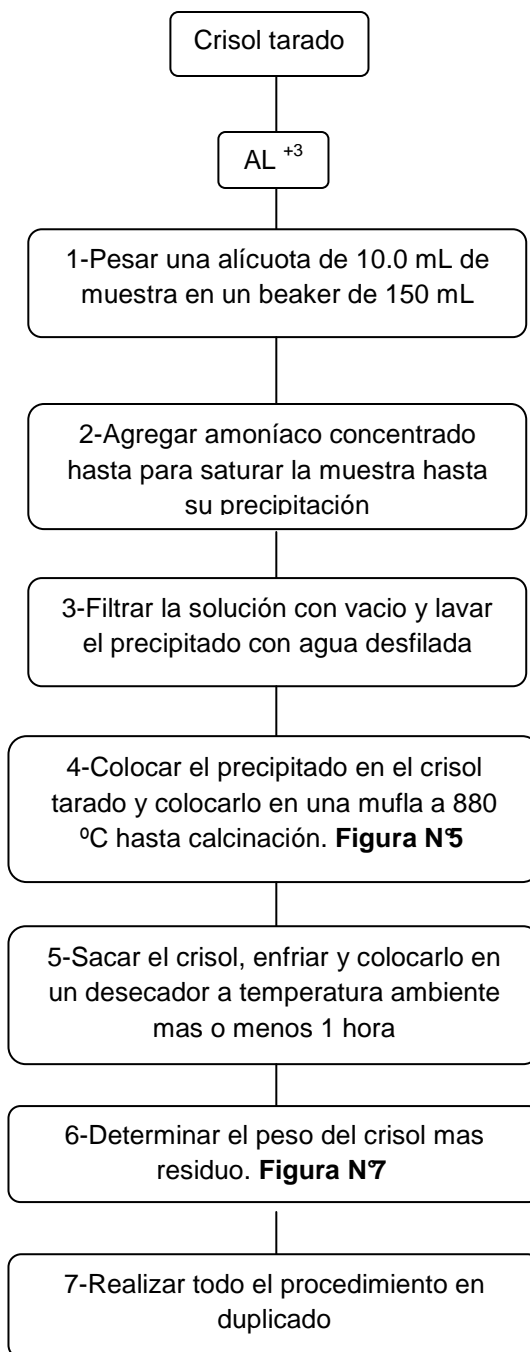 Crisol tarado
AL +3
1-Pesar una alícuota de 10.0 mL de
muestra en un beaker de 150 mL
2-Agregar amoníaco concentrado
hasta para saturar la muestra hasta
su precipitación
3-Filtrar la solución con vacio y lavar
el precipitado con agua desfilada
4-Colocar el precipitado en el crisol
tarado y colocarlo en una mufla a 880
ºC hasta calcinación. Figura N°5
5-Sacar el crisol, enfriar y colocarlo en
un desecador a temperatura ambiente
mas o menos 1 hora
6-Determinar el peso del crisol mas
residuo. Figura N°7
7-Realizar todo el procedimiento en
duplicado